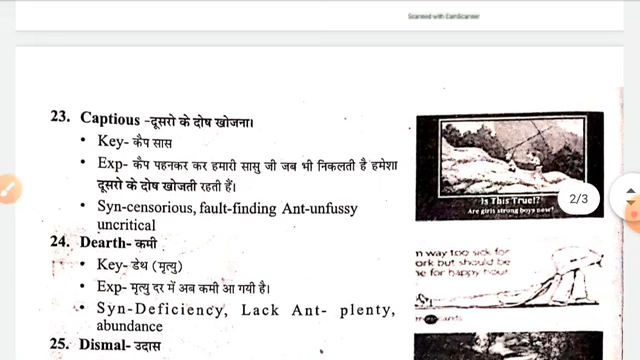 Scanned with CamScanner
23. Captious -दूसरो के दोष खोजना।
• Key- कैप सास
• Exp- कैप पहनकर कर हमारी सासु जी जब भी निकलती है हमेशा
दूसरो के दोष खोजती रहती हैं।
• Syn-censorious, fault-finding Ant-unfussy
uncritical
24. Dearth- कमी
• Key- डेथ (मृत्यु)
• Exp- मृत्यु दर में अब कमी आ गयी है।
• Syn-Deficiency, Lack Ant- plenty,
abundance
25. Dismal- उदास
Is This True!?
Are girls strong boys now?
2/3
n way too sick for
ork but should be
ne for happy hour.